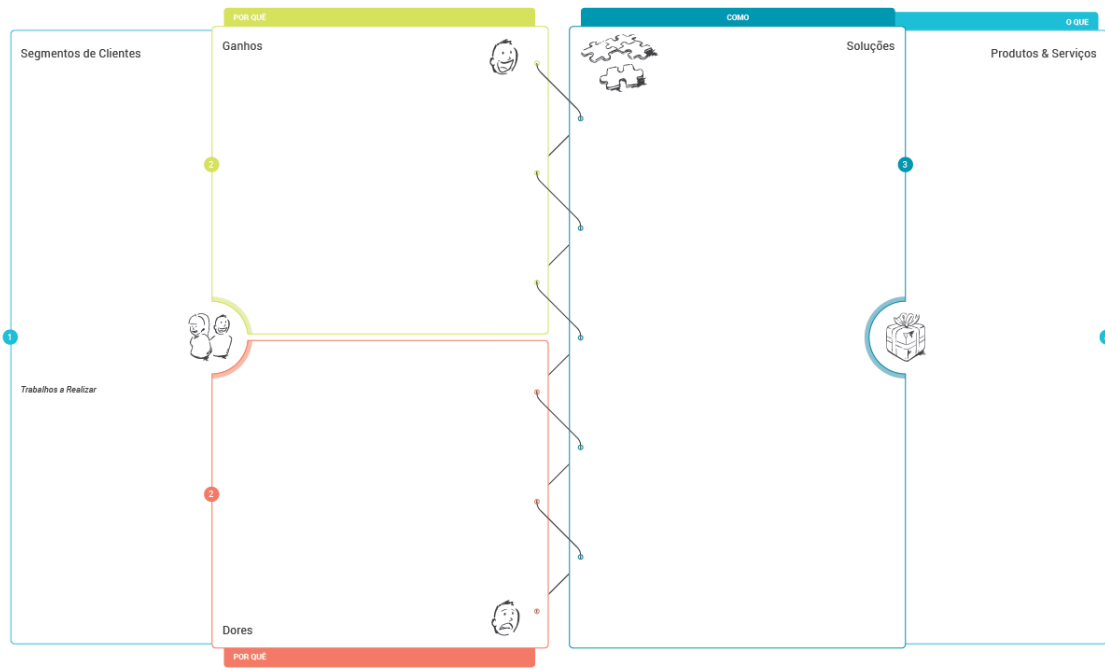 POR QUÊ
COMO
O QUE
Segmentos de Clientes
Ganhos
Soluções
Produtos & Serviços
2
3
1
Trabalhos a Realizar
2
Dores
POR QUÊ